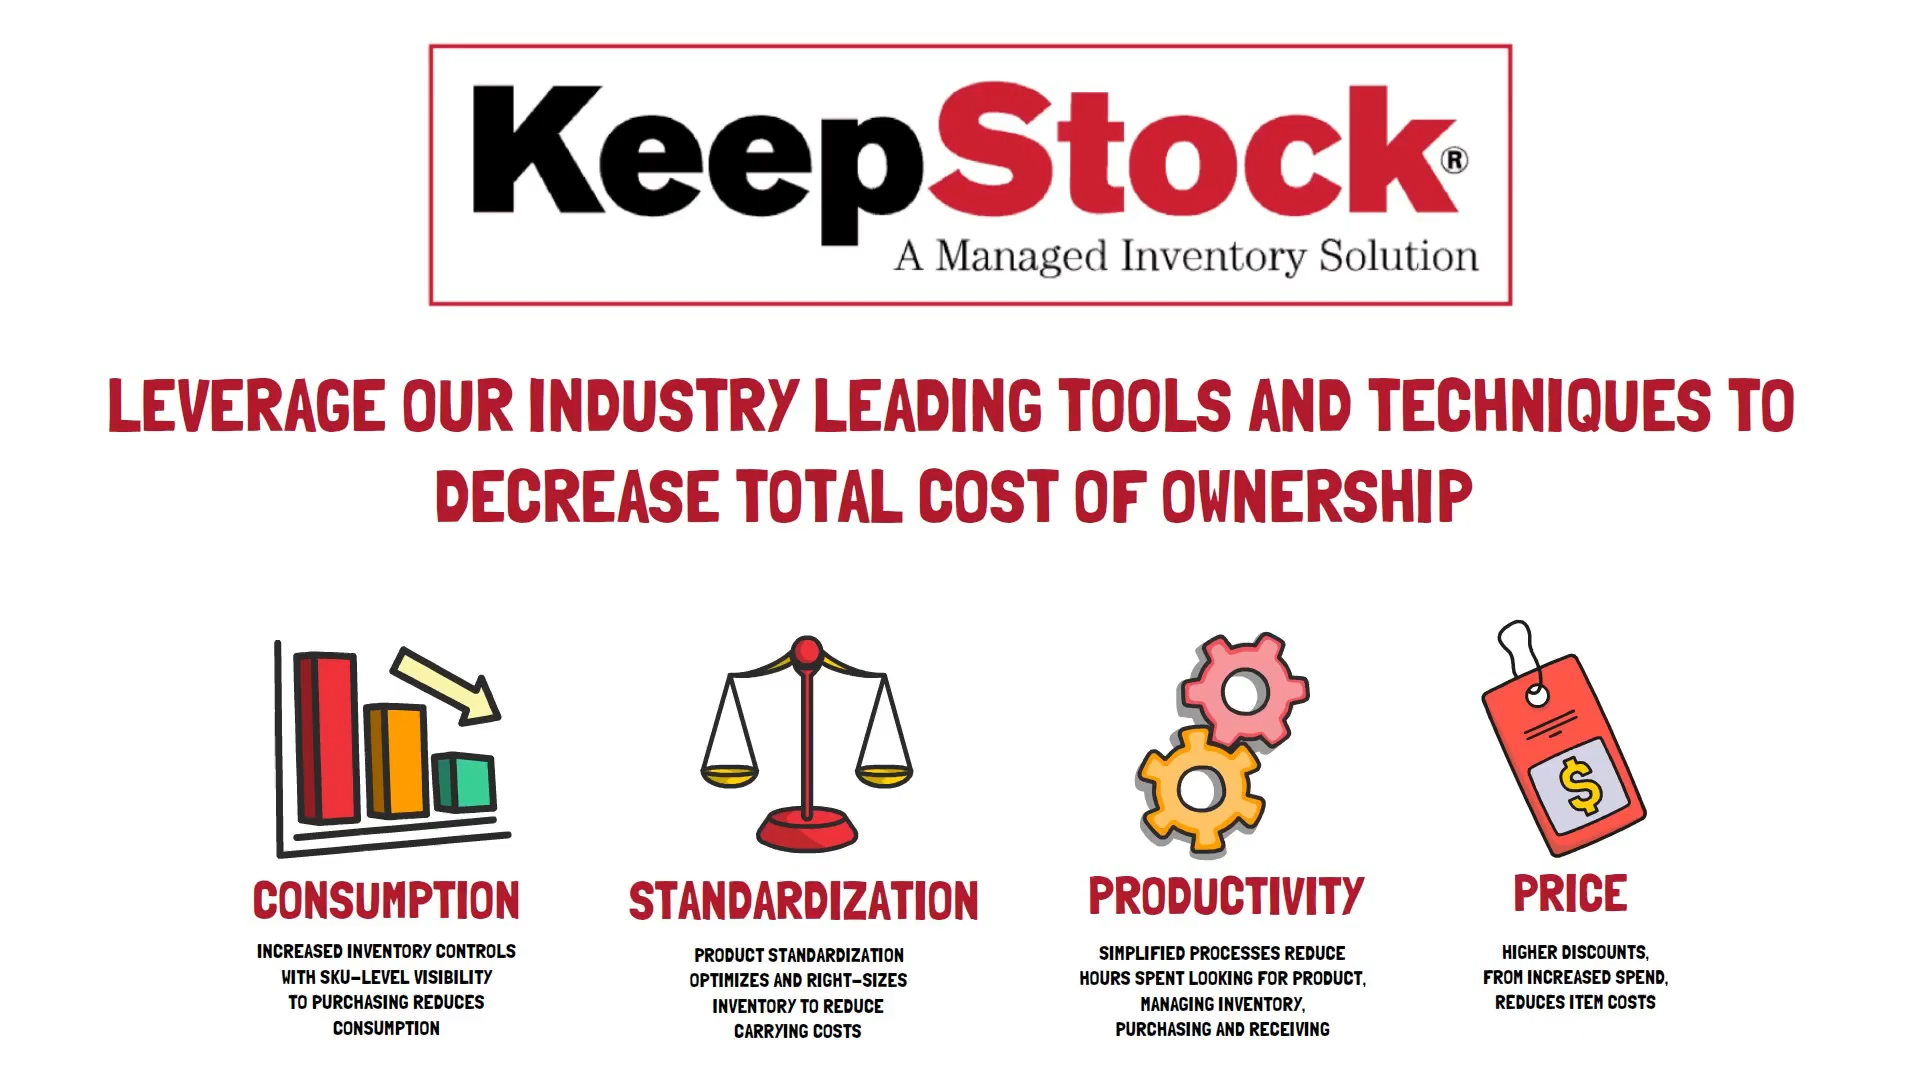 KeepStock®
A Managed Inventory Solution
LEVERAGE OUR INDUSTRY LEADING TOOLS AND TECHNIQUES TO
DECREASE TOTAL COST OF OWNERSHIP
$
CONSUMPTION
INCREASED INVENTORY CONTROLS
WITH SKU-LEVEL VISIBILITY
TO PURCHASING REDUCES
CONSUMPTION
STANDARDIZATION
PRODUCT STANDARDIZATION
OPTIMIZES AND RIGHT-SIZES
INVENTORY TO REDUCE
CARRYING COSTS
PRODUCTIVITY
SIMPLIFIED PROCESSES REDUCE
HOURS SPENT LOOKING FOR PRODUCT,
MANAGING INVENTORY,
PURCHASING AND RECEIVING
PRICE
HIGHER DISCOUNTS,
FROM INCREASED SPEND,
REDUCES ITEM COSTS